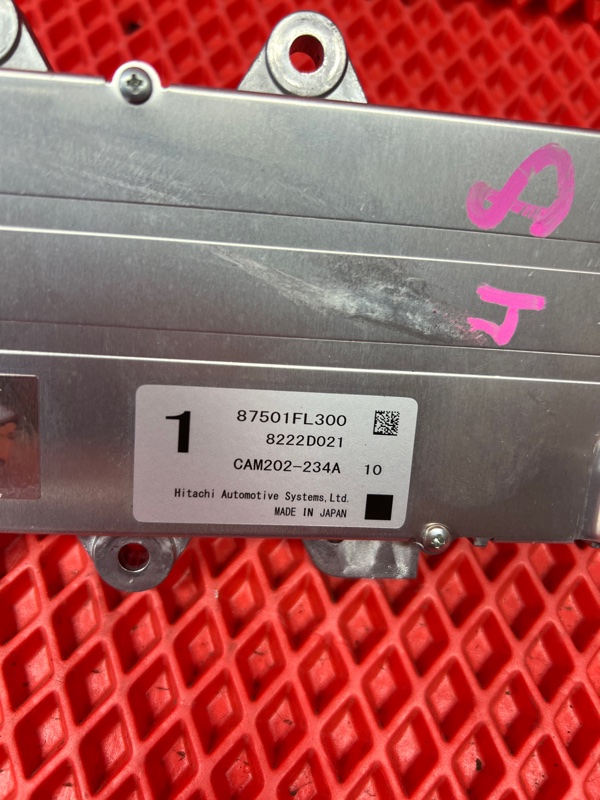 1
87501FL300
8222D021
CAM202-234A 10
Hitachi Automotive Systems,Ltd.
MADE IN JAPAN